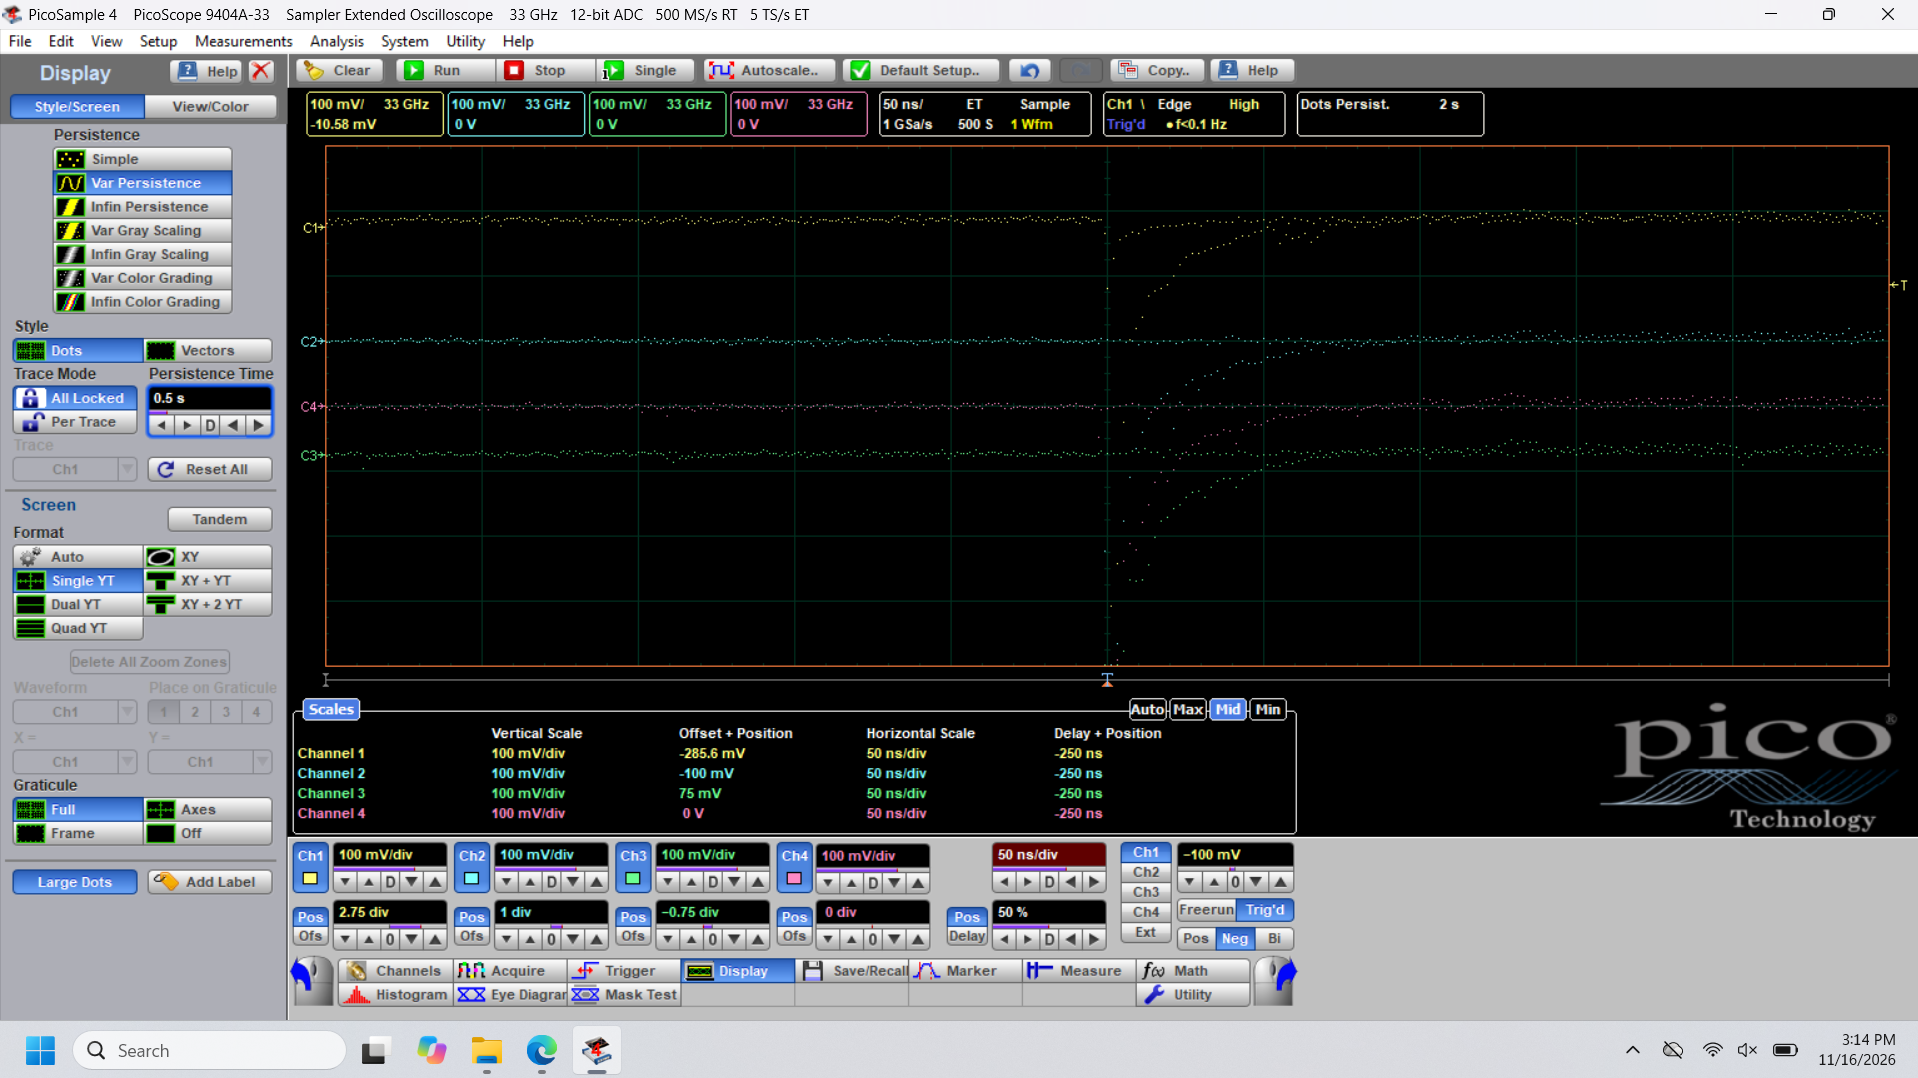 PicoSample 4 PicoScope 9404A-33 Sampler Extended Oscilloscope 33 GHz 12-bit ADC 500 MS/s RT 5 TS/s ET
File Edit View Setup Measurements Analysis System Utility Help
Display Help
Clear Run Stop Single Autoscale.. Default Setup.. Copy.. Help
Style/Screen View/Color
100 mV/ 33 GHz 100 mV/ 33 GHz 100 mV/ 33 GHz 100 mV/ 33 GHz 50 ns/ ET Sample Ch1 \ Edge High Dots Persist. 2 s
-10.58 mV 0 V 0 V 0 V 1 GSa/s 500 S 1 Wfm Trig'd f<0.1 Hz
Persistence
Simple
Var Persistence
Infin Persistence
Var Gray Scaling
Infin Gray Scaling
Var Color Grading
Infin Color Grading
Style
Dots Vectors
Trace Mode Persistence Time
All Locked 0.5 s
Per Trace D
Trace
Ch1 Reset All
C1
T
C2
C4
C3
T
Screen
Tandem
Format
Auto XY
Single YT XY + YT
Dual YT XY + 2 YT
Quad YT
Delete All Zoom Zones
Waveform Place on Graticule
Ch1 1 2 3 4
X = Y =
Ch1 Ch1
Graticule
Full Axes
Frame Off
Large Dots Add Label
Scales Auto Max Mid Min
Vertical Scale Offset + Position Horizontal Scale Delay + Position
Channel 1 100 mV/div -285.6 mV 50 ns/div -250 ns
Channel 2 100 mV/div -100 mV 50 ns/div -250 ns
Channel 3 100 mV/div 75 mV 50 ns/div -250 ns
Channel 4 100 mV/div 0 V 50 ns/div -250 ns
pico®
Technology
Ch1 100 mV/div Ch2 100 mV/div Ch3 100 mV/div Ch4 100 mV/div 50 ns/div Ch1 -100 mV
D D D D D Ch2 0
Ch3
Pos 2.75 div Pos 1 div Pos -0.75 div Pos 0 div Pos 50 % Ch4 Freerun Trig'd
Ofs 0 Ofs 0 Ofs 0 Ofs 0 Delay D Ext Pos Neg Bi
Channels Acquire Trigger Display Save/Recall Marker Measure f(x) Math
Histogram Eye Diagrar Mask Test Utility
Search
4
3:14 PM
11/16/2026